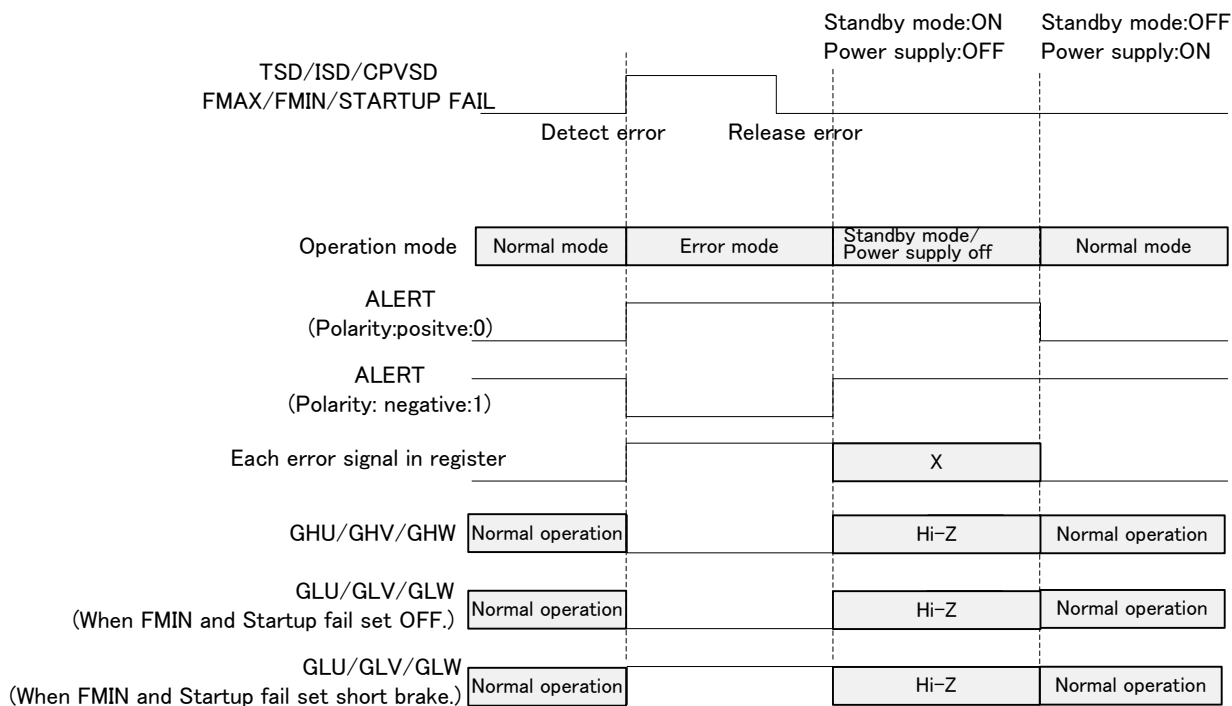 Standby mode:ON
Power supply:OFF
Standby mode:OFF
Power supply:ON
TSD/ISD/CPVSD
FMAX/FMIN/STARTUP FAIL
Detect error
Release error
Operation mode
Normal mode
Error mode
Standby mode/
Power supply off
Normal mode
ALERT
(Polarity:positve:0)
ALERT
(Polarity: negative:1)
Each error signal in register
X
GHU/GHV/GHW
Normal operation
Hi-Z
Normal operation
GLU/GLV/GLW
(When FMIN and Startup fail set OFF.)
Normal operation
Hi-Z
Normal operation
GLU/GLV/GLW
(When FMIN and Startup fail set short brake.)
Normal operation
Hi-Z
Normal operation